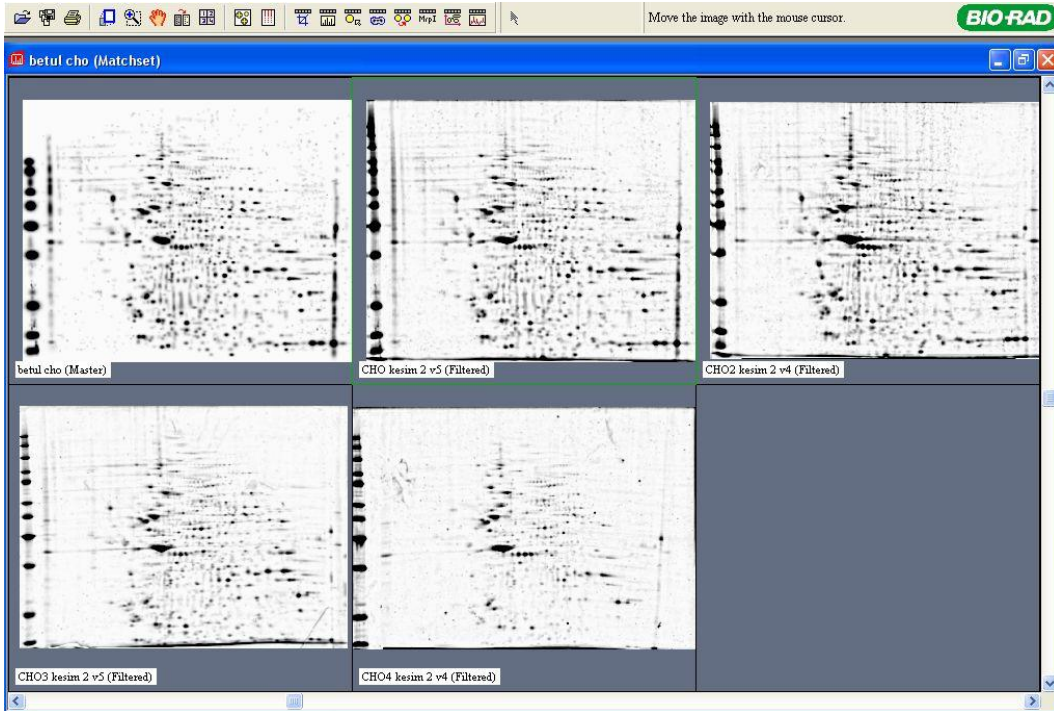 MrpI
Move the image with the mouse cursor.
BIO-RAD
betul cho (Matchset)
betul cho (Master)
CHO kesim 2 v5 (Filtered)
CHO2 kesim 2 v4 (Filtered)
CHO3 kesim 2 v5 (Filtered)
CHO4 kesim 2 v4 (Filtered)